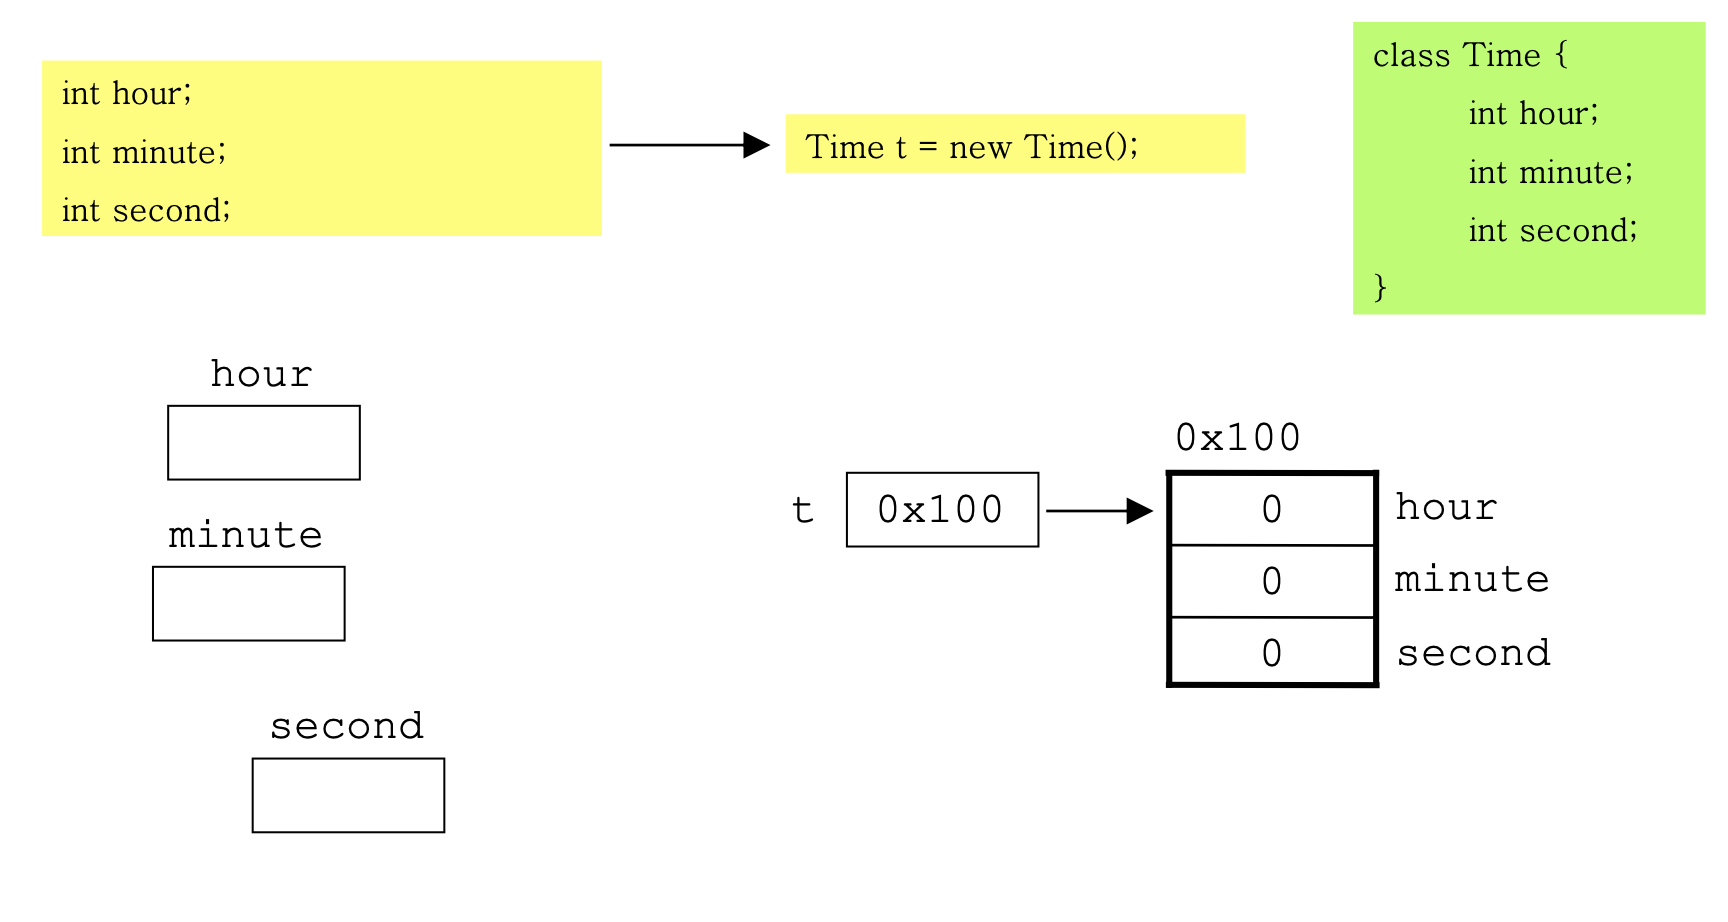 int hour;
int minute;
int second;
Time t = new Time();
class Time {
int hour;
int minute;
int second;
}
hour
minute
second
t
0x100
0x100
0
hour
0
minute
0
second